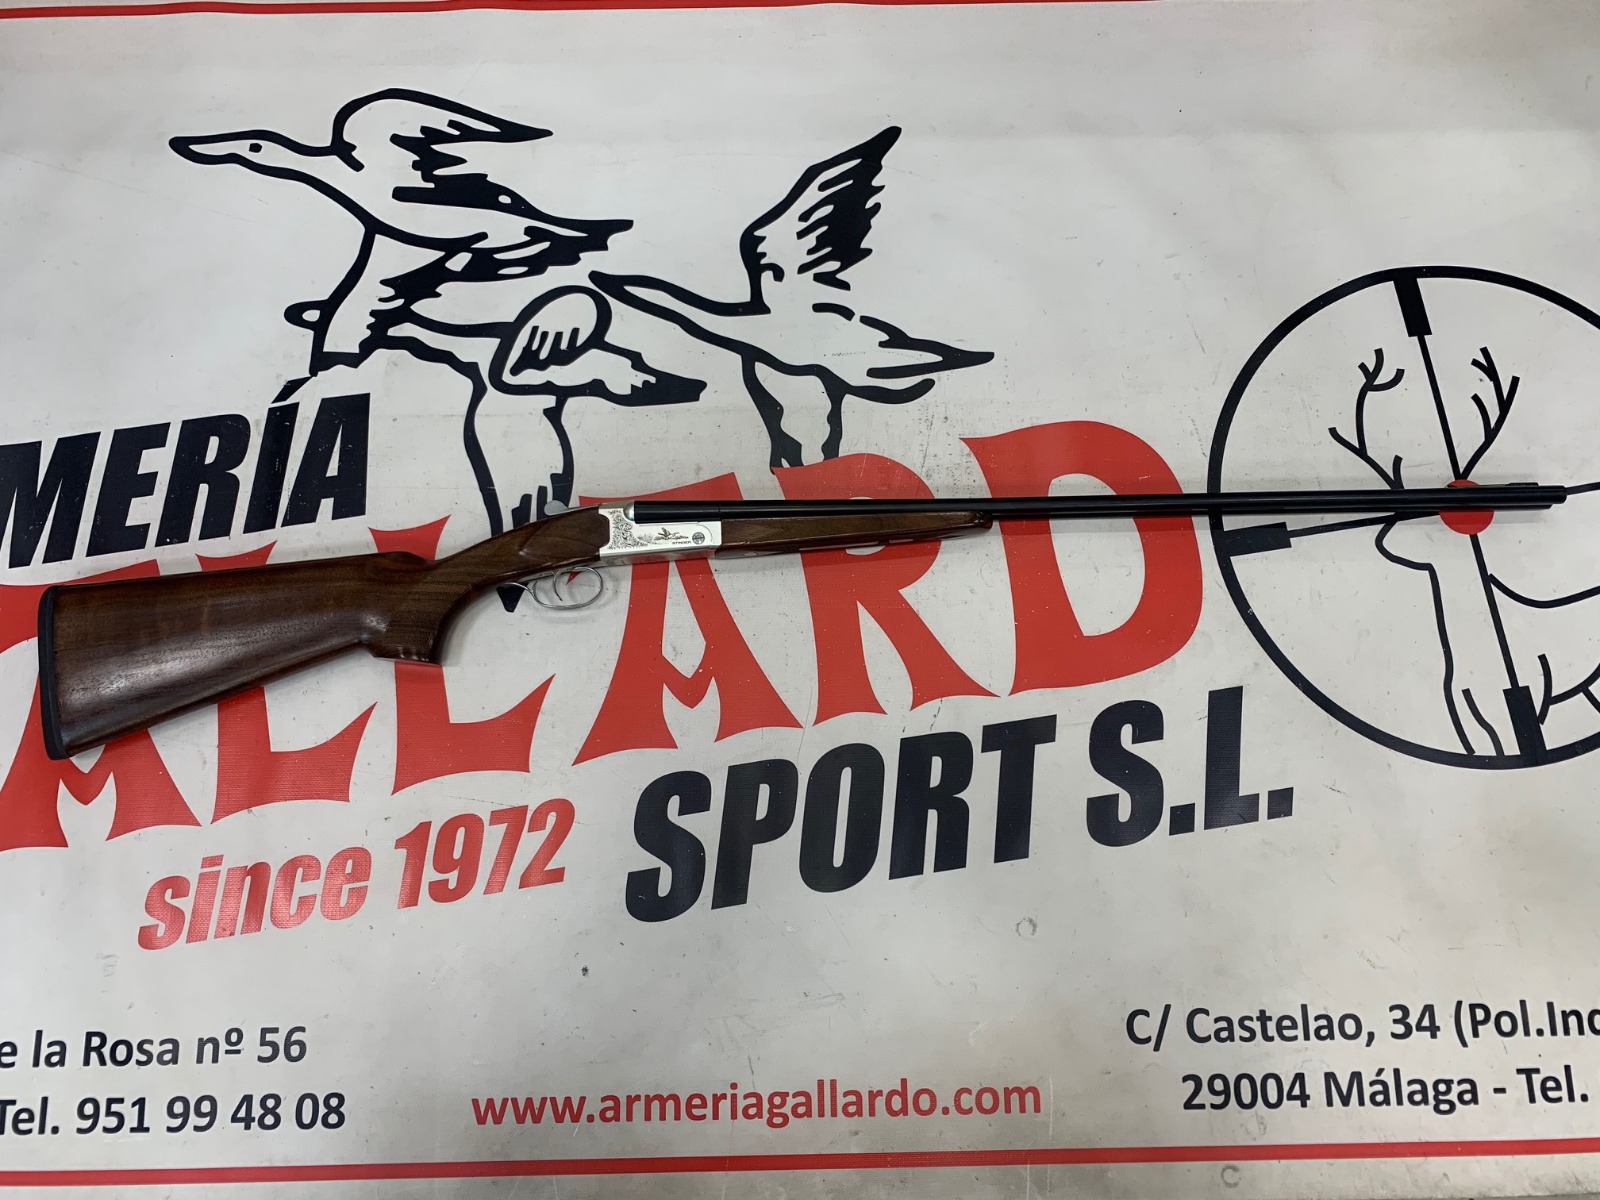 MERÍA
ALLARDO
since 1972 SPORT S.L.
e la Rosa nº 56
Tel. 951 99 48 08
www.armeriagallardo.com
C/ Castelao, 34 (Pol.Ind
29004 Málaga - Tel.